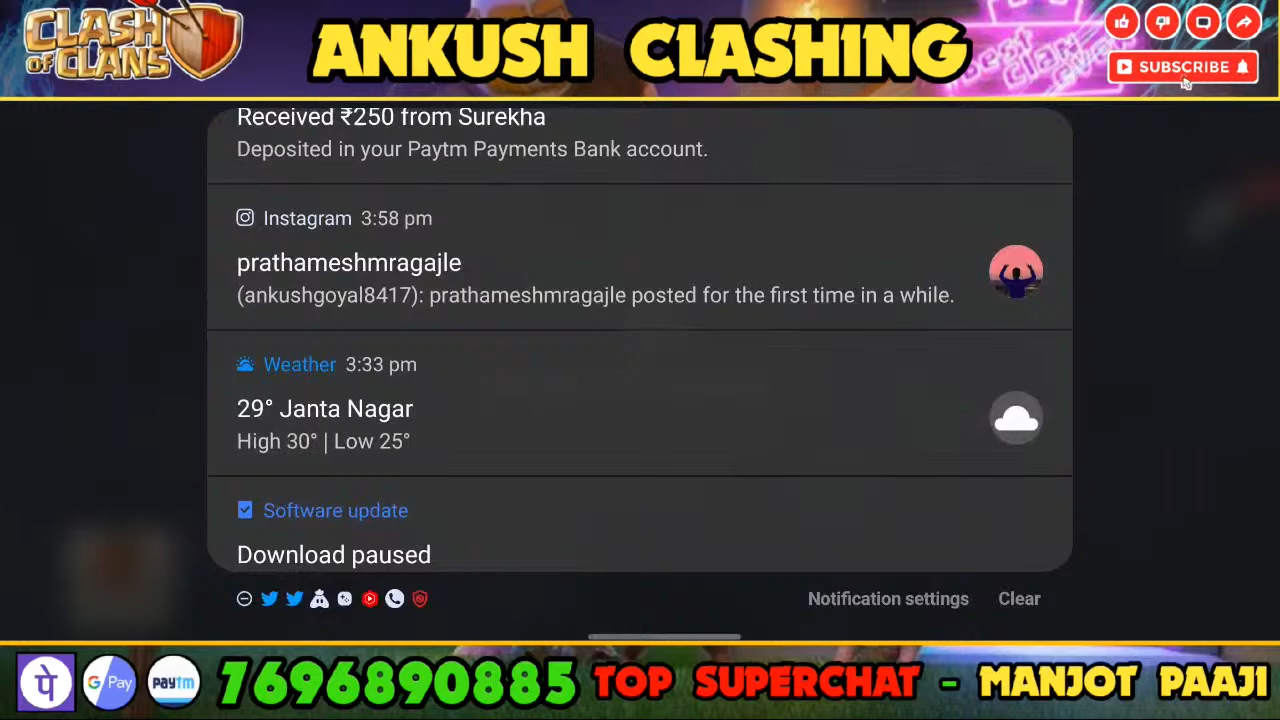 CLASH
OF CLANS
ANKUSH CLASHING
SUBSCRIBE
Received ₹250 from Surekha
Deposited in your Paytm Payments Bank account.
Instagram 3:58 pm
prathameshmragajle
(ankushgoyal8417): prathameshmragajle posted for the first time in a while.
Weather 3:33 pm
29° Janta Nagar
High 30° | Low 25°
Software update
Download paused
Notification settings Clear
पे G Pay paytm 7696890885 TOP SUPERCHAT - MANJOT PAAJI